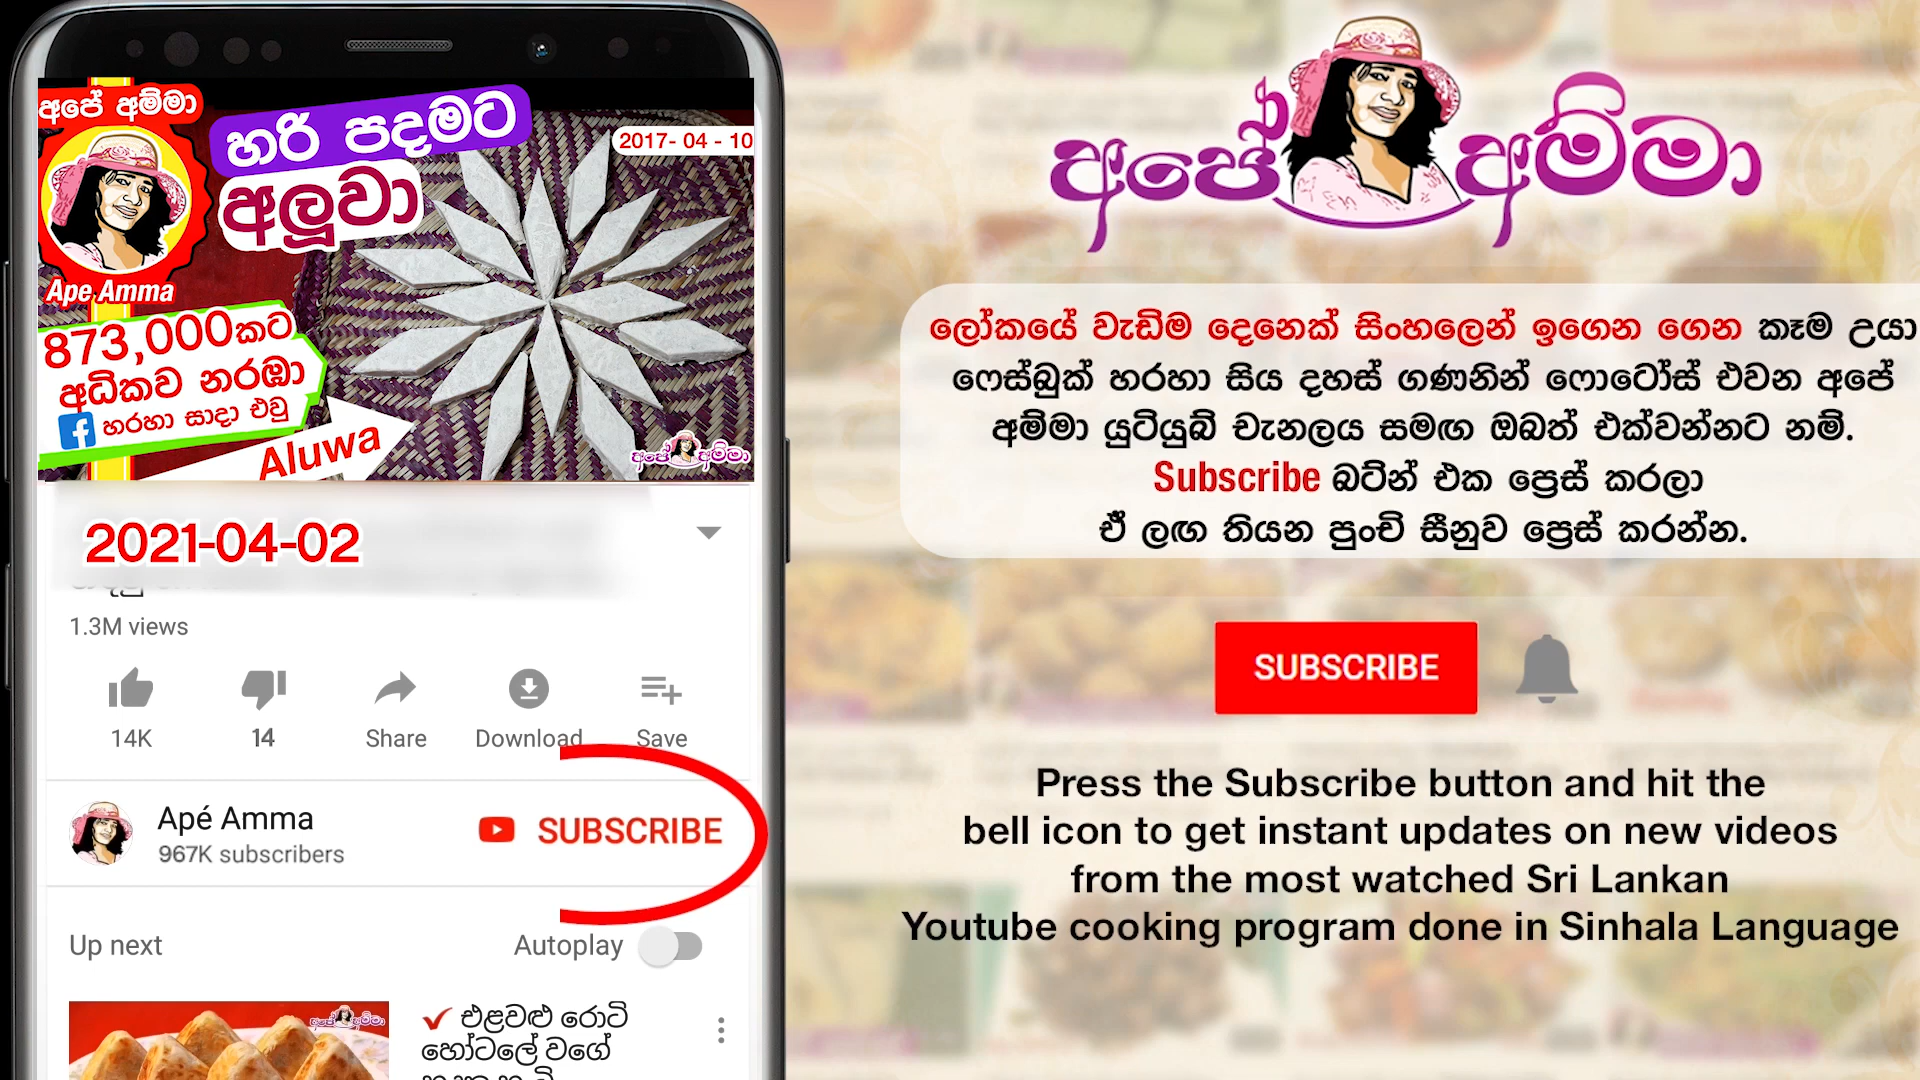 අපේ අම්මා
හරි පදමට
අලුවා
2017- 04 - 10
Ape Amma
873,000කට
අධිකව නරඹා
හරහා සාදා එවූ
Aluwa
අපේ අම්මා
2021-04-02
1.3M views
14K
14
Share
Download
Save
Apé Amma
967K subscribers
SUBSCRIBE
Up next
Autoplay
අපේ අම්මා
එළවළු රොටි
හෝටලේ වගේ
අපේ අම්මා
ලෝකයේ වැඩිම දෙනෙක් සිංහලෙන් ඉගෙන ගෙන කෑම උයා
ෆෙස්බුක් හරහා සිය දහස් ගණනින් ෆොටෝස් එවන අපේ
අම්මා යුටියුබ් චැනලය සමඟ ඔබත් එක්වන්නට නම්.
Subscribe බටන් එක ප්‍රෙස් කරලා
ඒ ලඟ තියන පුංචි සීනුව ප්‍රෙස් කරන්න.
SUBSCRIBE
Press the Subscribe button and hit the
bell icon to get instant updates on new videos
from the most watched Sri Lankan
Youtube cooking program done in Sinhala Language